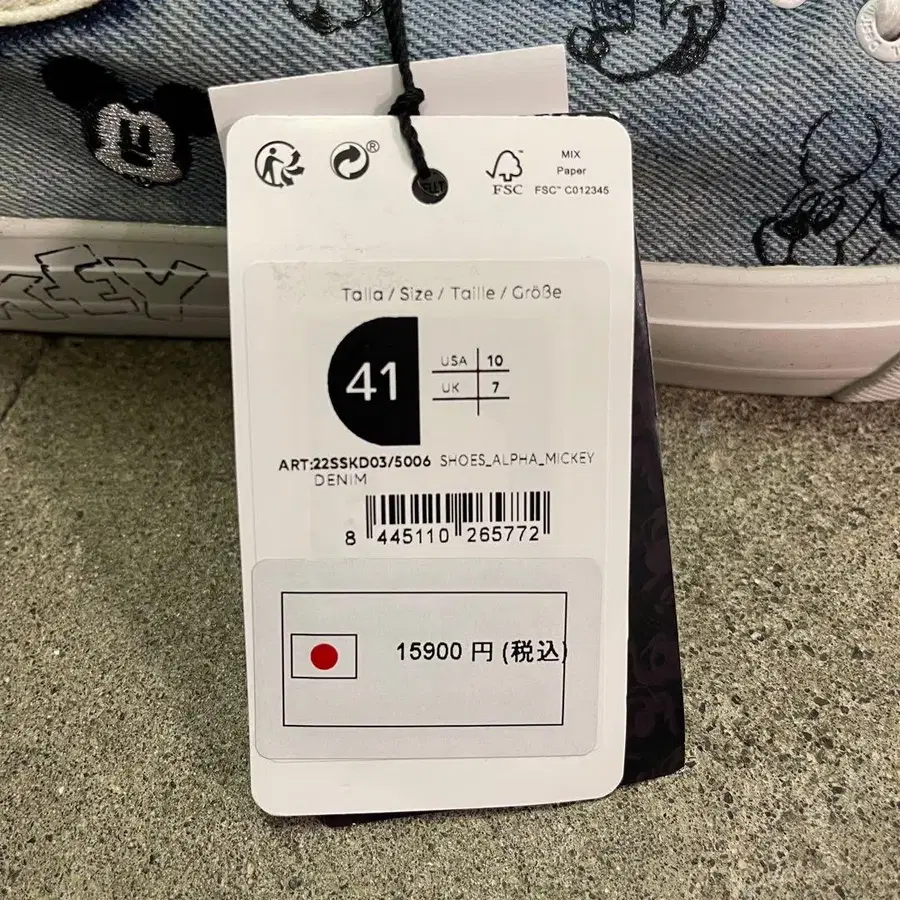 ®
FSC
MIX
Paper
FSC™ C012345
Talla / Size / Taille / Größe
41
USA 10
UK 7
ART:22SSKD03/5006 SHOES_ALPHA_MICKEY
DENIM
8 445110 265772
15900 円 (税込)